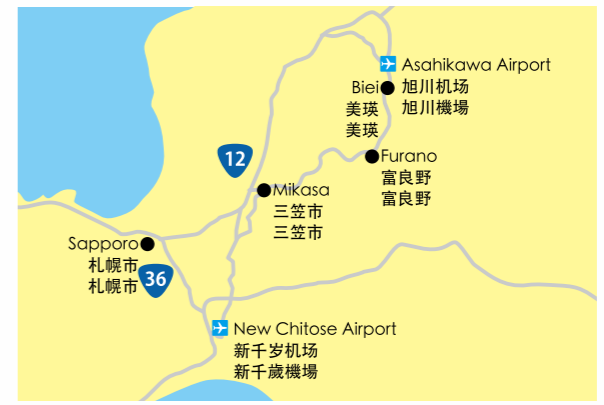 Asahikawa Airport
旭川机场
旭川機場
Biei
美瑛
美瑛
12
Furano
富良野
富良野
Mikasa
三笠市
三笠市
Sapporo
札幌市
札幌市
36
New Chitose Airport
新千岁机场
新千歲機場